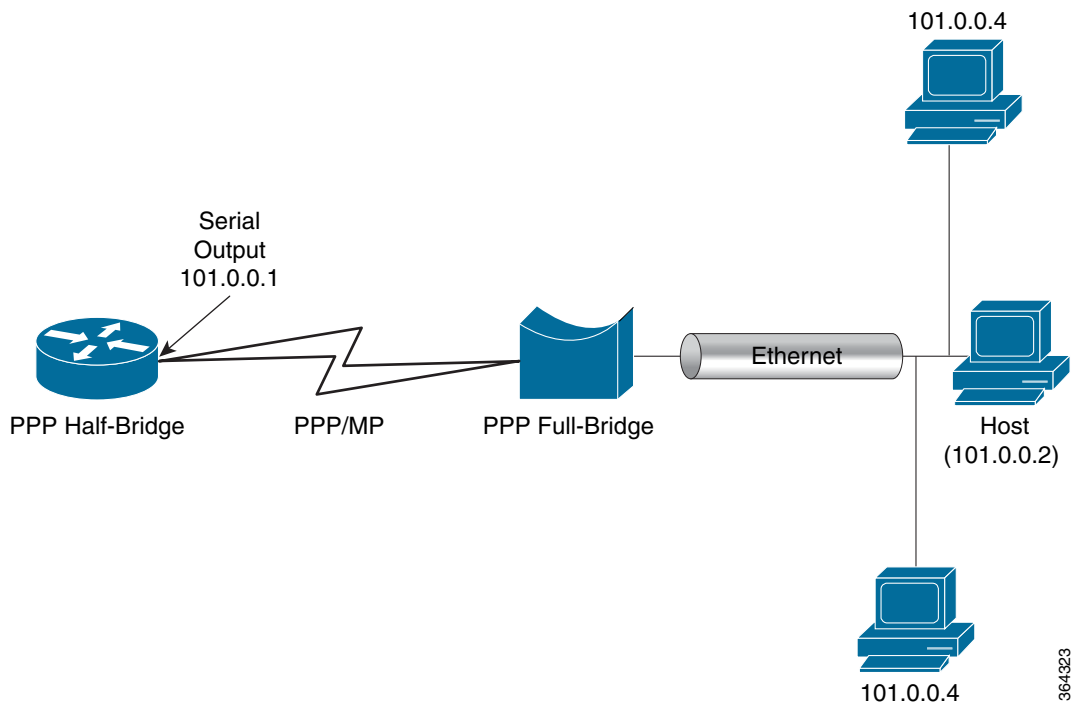 101.0.0.4
Serial
Output
101.0.0.1
Ethernet
PPP Half-Bridge
PPP/MP
PPP Full-Bridge
Host
(101.0.0.2)
101.0.0.4
364323